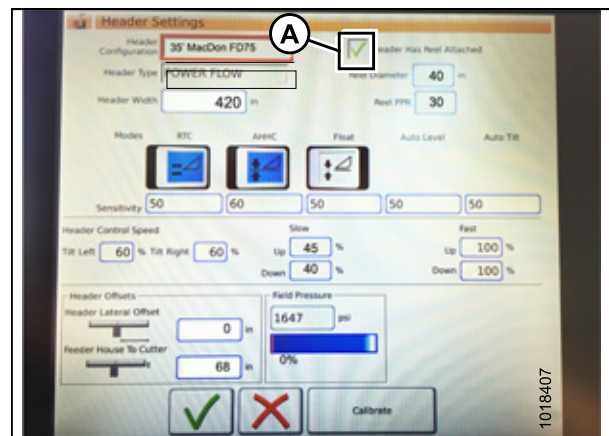 Header Settings
A
Header Configuration 35' MacDon FD75 Header Has Reel Attached
Header Type POWER FLOW Reel Diameter 40 in
Header Width 420 in Reel PPR 30
Modes RTC AHHC Float Auto Level Auto Tilt
Sensitivity 50 60 50 50 50
Header Control Speed Slow Fast
Tilt Left 60 % Tilt Right 60 % Up 45 % Up 100 %
Down 40 % Down 100 %
Header Offsets Field Pressure
Header Lateral Offset 1647 psi
0 in
Feeder House To Cutter 0%
68 in
Calibrate
1018407